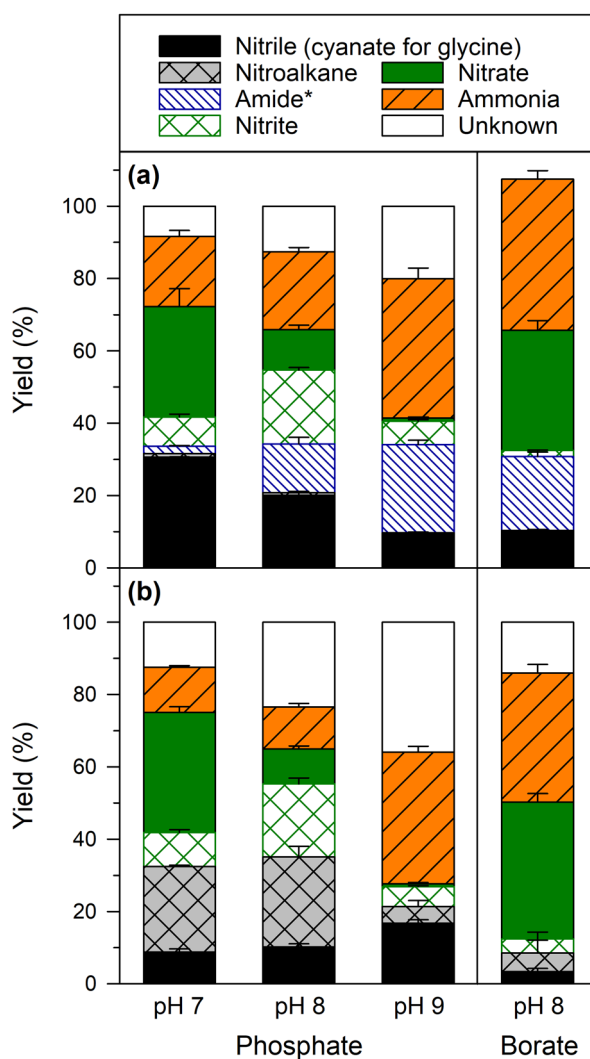 Nitrile (cyanate for glycine)
Nitroalkane Nitrate
Amide* Ammonia
Nitrite Unknown
(a)
100
80
60
40
20
0
Yield (%)
(b)
100
80
60
40
20
0
Yield (%)
pH 7 pH 8 pH 9 pH 8
Phosphate Borate